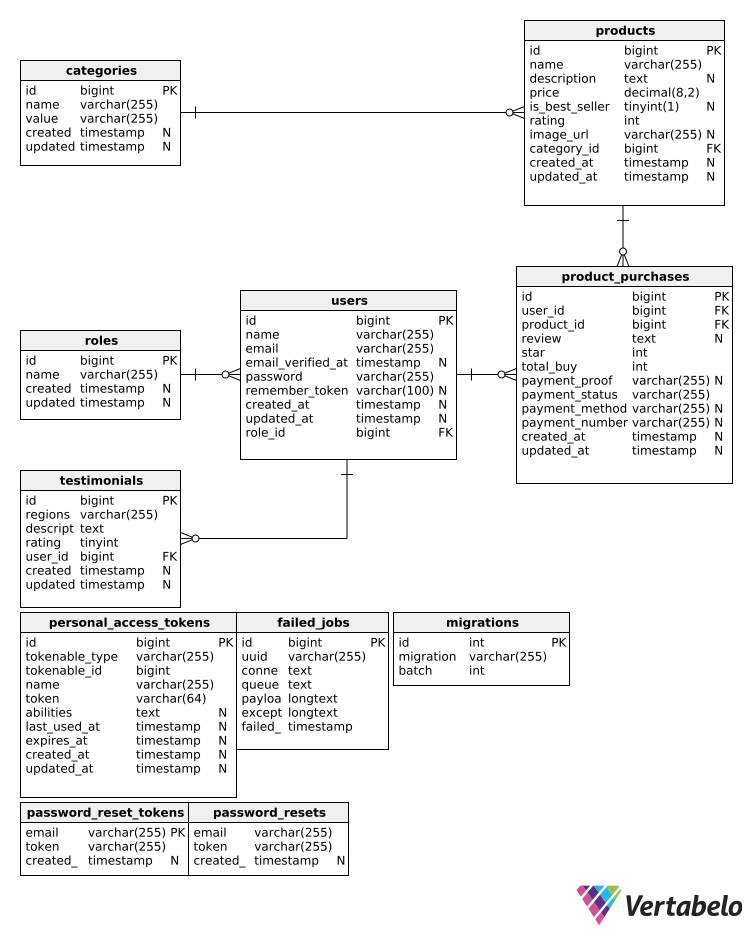 products
id bigint PK
name varchar(255)
description text N
price decimal(8,2)
is_best_seller tinyint(1) N
rating int
image_url varchar(255) N
category_id bigint FK
created_at timestamp N
updated_at timestamp N
categories
id bigint PK
name varchar(255)
value varchar(255)
created timestamp N
updated timestamp N
product_purchases
id bigint PK
user_id bigint FK
product_id bigint FK
review text N
star int
total_buy int
payment_proof varchar(255) N
payment_status varchar(255)
payment_method varchar(255) N
payment_number varchar(255) N
created_at timestamp N
updated_at timestamp N
users
id bigint PK
name varchar(255)
email varchar(255)
email_verified_at timestamp N
password varchar(255)
remember_token varchar(100) N
created_at timestamp N
updated_at timestamp N
role_id bigint FK
roles
id bigint PK
name varchar(255)
created timestamp N
updated timestamp N
testimonials
id bigint PK
regions varchar(255)
descript text
rating tinyint
user_id bigint FK
created timestamp N
updated timestamp N
personal_access_tokens
id bigint PK
tokenable_type varchar(255)
tokenable_id bigint
name varchar(255)
token varchar(64)
abilities text N
last_used_at timestamp N
expires_at timestamp N
created_at timestamp N
updated_at timestamp N
failed_jobs
id bigint PK
uuid varchar(255)
conne text
queue text
payloa longtext
except longtext
failed_ timestamp
migrations
id int PK
migration varchar(255)
batch int
password_reset_tokens
email varchar(255) PK
token varchar(255)
created_ timestamp N
password_resets
email varchar(255)
token varchar(255)
created_ timestamp N
Vertabelo